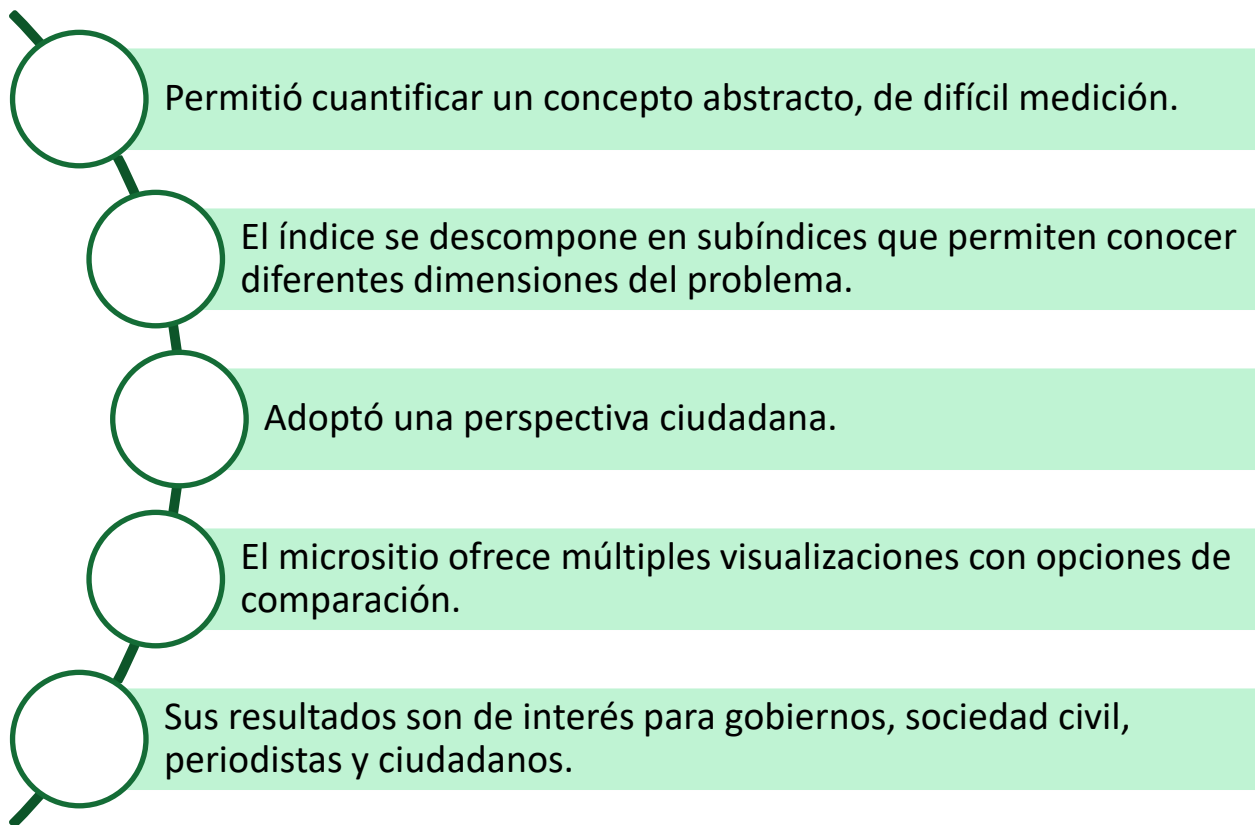 Permitió cuantificar un concepto abstracto, de difícil medición.
El índice se descompone en subíndices que permiten conocer
diferentes dimensiones del problema.
Adoptó una perspectiva ciudadana.
El micrositio ofrece múltiples visualizaciones con opciones de
comparación.
Sus resultados son de interés para gobiernos, sociedad civil,
periodistas y ciudadanos.